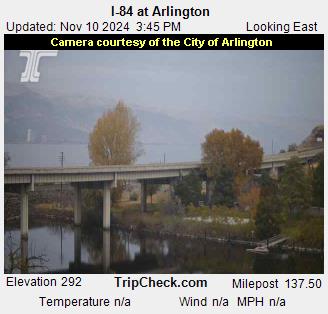 I-84 at Arlington
Updated: Nov 10 2024 3:45 PM Looking East
Camera courtesy of the City of Arlington
Elevation 292 TripCheck.com Milepost 137.50
Temperature n/a Wind n/a MPH n/a